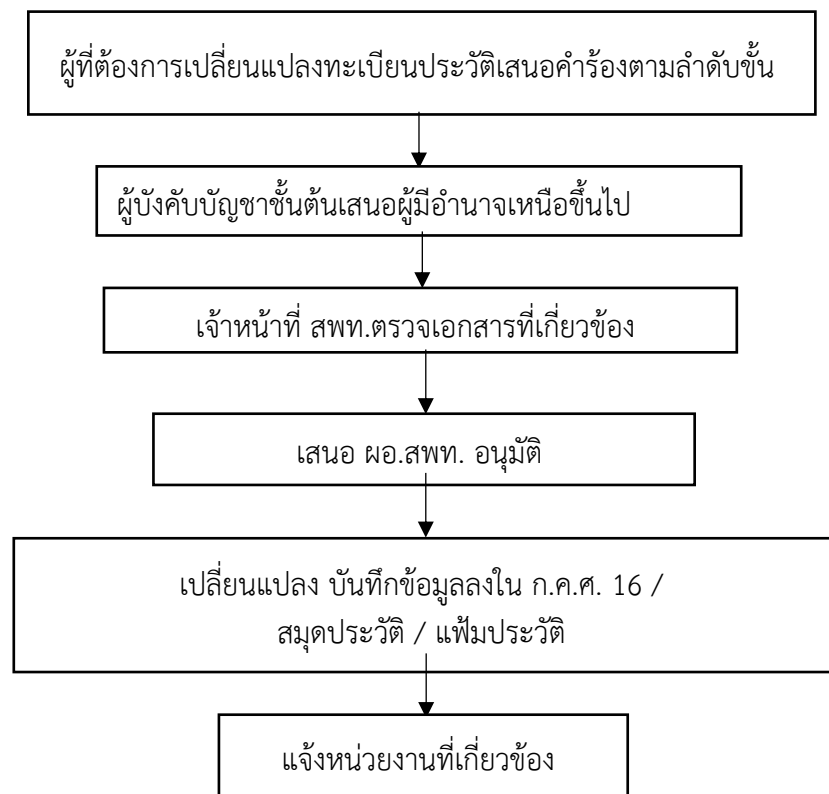 ผู้ที่ต้องการเปลี่ยนแปลงทะเบียนประวัติเสนอคำร้องตามลำดับขั้น
ผู้บังคับบัญชาชั้นต้นเสนอผู้มีอำนาจเหนือขึ้นไป
เจ้าหน้าที่ สพท.ตรวจเอกสารที่เกี่ยวข้อง
เสนอ ผอ.สพท. อนุมัติ
เปลี่ยนแปลง บันทึกข้อมูลลงใน ก.ค.ศ. 16 /
สมุดประวัติ / แฟ้มประวัติ
แจ้งหน่วยงานที่เกี่ยวข้อง